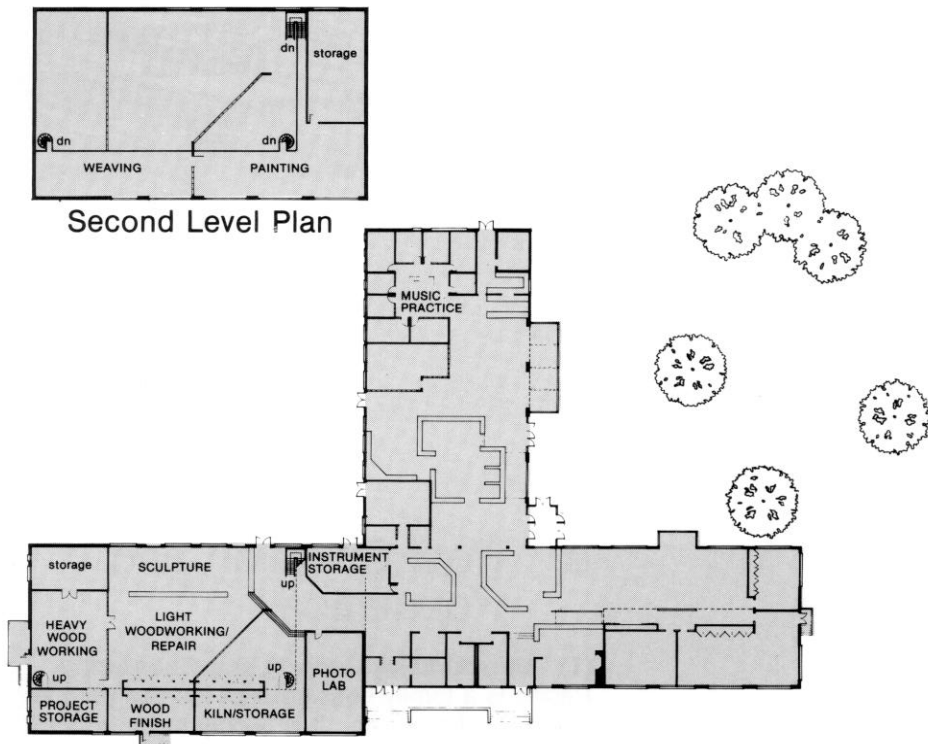 dn
storage
dn
dn
WEAVING
PAINTING
Second Level Plan
MUSIC
PRACTICE
storage
SCULPTURE
INSTRUMENT
STORAGE
up
HEAVY
WOOD
WORKING
LIGHT
WOODWORKING/
REPAIR
up
up
PHOTO
LAB
PROJECT
STORAGE
WOOD
FINISH
KILN/STORAGE